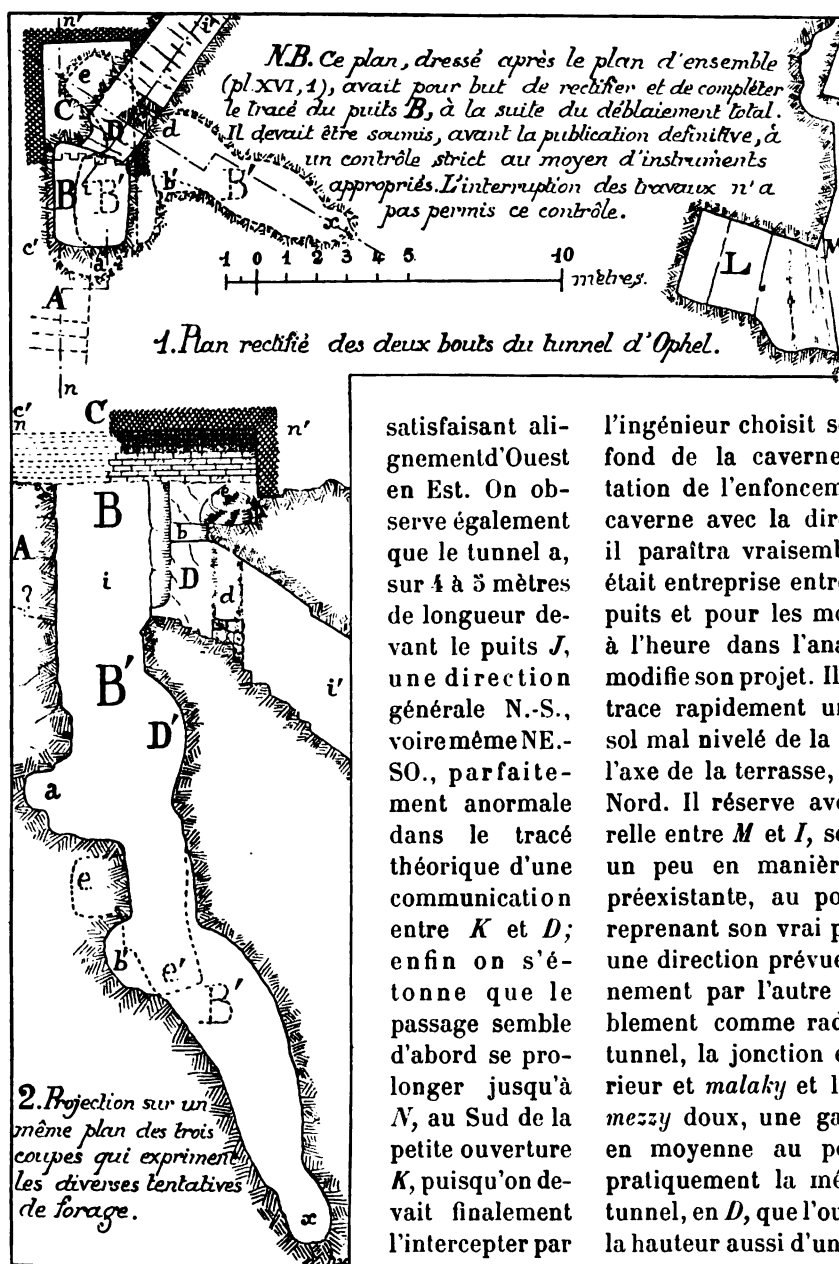 N.B. Ce plan, dressé après le plan d'ensemble
(pl. XVI, 1), avait pour but de rectifier et de compléter
le tracé du puits B, à la suite du déblaiement total.
Il devait être soumis, avant la publication definitive, à
un contrôle strict au moyen d'instruments
appropriés. L'interruption des travaux n'a
pas permis ce contrôle.
n'
i'
e
C
D
d
B
i
B'
b'
B'
x
c'
a
A
n
L
M
1 0 1 2 3 4 5 10
mètres.
1. Plan rectifié des deux bouts du tunnel d'Ophel.
c'
n
C
n'
B
e
b
A
i
D
?
d
B'
i'
D'
a
e
b'
e'
B'
x
2. Projection sur un
même plan des trois
coupes qui expriment
les diverses tentatives
de forage.
satisfaisant ali-
gnementd'Ouest
en Est. On ob-
serve également
que le tunnel a,
sur 4 à 5 mètres
de longueur de-
vant le puits J,
une direction
générale N.-S.,
voire même NE.-
SO., parfaite-
ment anormale
dans le tracé
théorique d'une
communication
entre K et D;
enfin on s'é-
tonne que le
passage semble
d'abord se pro-
longer jusqu'à
N, au Sud de la
petite ouverture
K, puisqu'on de-
vait finalement
l'intercepter par
l'ingénieur choisit
fond de la caverne
tation de l'enfoncem
caverne avec la dir
il paraîtra vraisemb
était entreprise entr
puits et pour les mo
à l'heure dans l'ana
modifie son projet. Il
trace rapidement un
sol mal nivelé de la
l'axe de la terrasse,
Nord. Il réserve ave
relle entre M et I, se
un peu en manièr
préexistante, au po
reprenant son vrai p
une direction prévue
nement par l'autre
blement comme rad
tunnel, la jonction
rieur et malaky et l
mezzy doux, une ga
en moyenne au po
pratiquement la mé
tunnel, en D, que l'ou
la hauteur aussi d'un